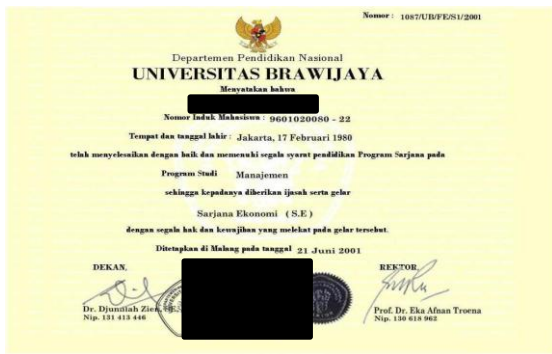 Nomor : 1087/UB/FE/S1/2001
Departemen Pendidikan Nasional
UNIVERSITAS BRAWIJAYA
Menyatakan bahwa
Nomor Induk Mahasiswa : 9601020080 - 22
Tempat dan tanggal lahir : Jakarta, 17 Februari 1980
telah menyelesaikan dengan baik dan memenuhi segala syarat pendidikan Program Sarjana pada
Program Studi Manajemen
sehingga kepadanya diberikan ijasah serta gelar
Sarjana Ekonomi ( S.E )
dengan segala hak dan kewajiban yang melekat pada gelar tersebut.
Ditetapkan di Malang pada tanggal 21 Juni 2001
DEKAN,
REKTOR,
Dr. Djumiah
Nip. 131 413 446
Prof. Dr. Eka Afnan Troena
Nip. 130 618 962